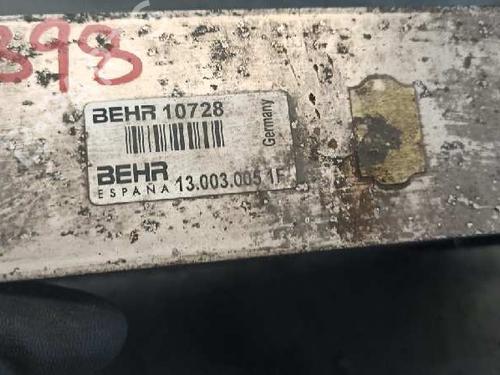 398
BEHR 10728
Germany
BEHR
ESPAÑA 13.003.005 1F